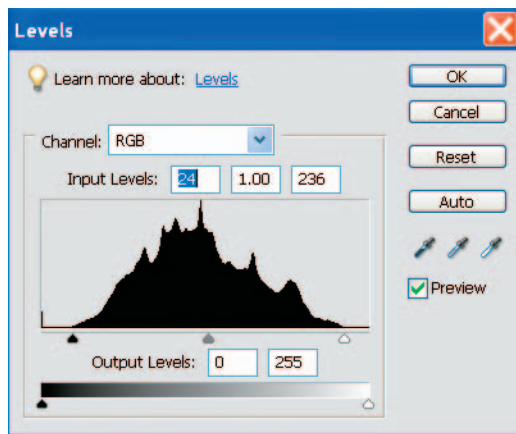 Levels
Learn more about: Levels
OK
Cancel
Reset
Auto
Preview
Channel: RGB
Input Levels: 24 1.00 236
Output Levels: 0 255